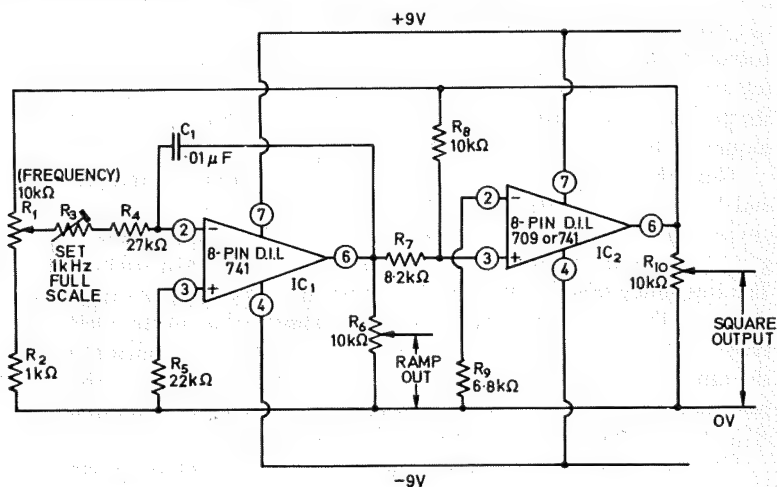 +9V
R8
10kΩ
C1
·01µF
(FREQUENCY)
10kΩ
R1
R3
R4
27kΩ
SET
1kHz
FULL
SCALE
2
−
7
8-PIN D.I.L
741
6
3
+
4
IC1
R7
8·2kΩ
2
−
7
8-PIN D.I.L
709 or 741
6
3
+
4
IC2
R10
10kΩ
SQUARE
OUTPUT
R2
1kΩ
R5
22kΩ
R6
10kΩ
RAMP
OUT
R9
6·8kΩ
0V
−9V